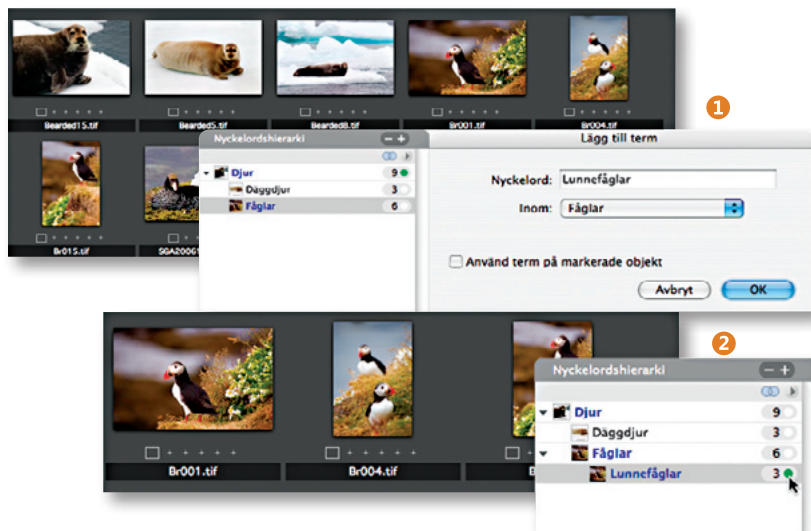 Bearded15.tif
Bearded5.tif
Bearded8.tif
Br001.tif
Br004.tif
1
Nyckelordshierarki
Djur 9
Däggdjur 3
Fåglar 6
Br015.tif
SGA20061
Lägg till term
Nyckelord: Lunnefåglar
Inom: Fåglar
Använd term på markerade objekt
Avbryt OK
2
Br001.tif
Br004.tif
B
Nyckelordshierarki
Djur 9
Däggdjur 3
Fåglar 6
Lunnefåglar 3